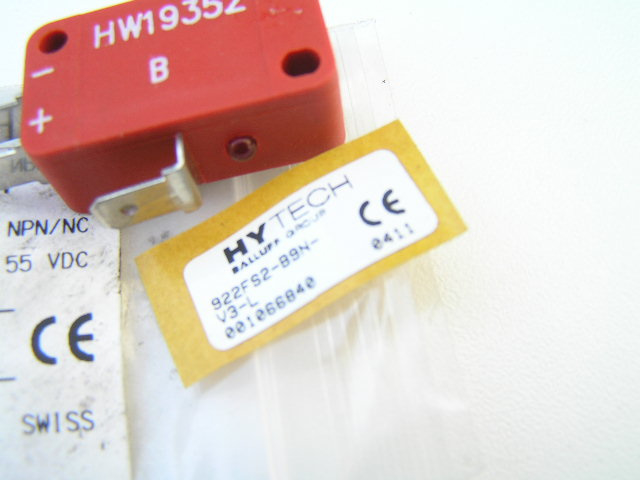 HW19352
B
-
+
NPN/NC
55 VDC
CE
SWISS
HYTECH
BALLUFF GROUP
CE
922FS2-B9N-
0411
V3-L
001066840